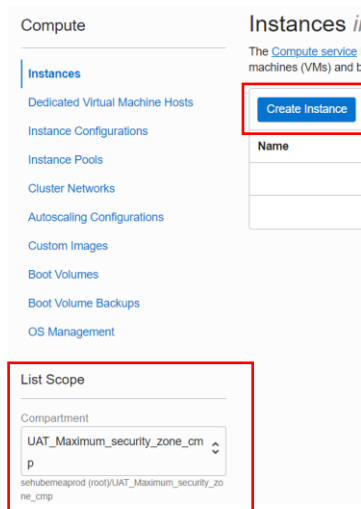 Compute
Instances
Dedicated Virtual Machine Hosts
Instance Configurations
Instance Pools
Cluster Networks
Autoscaling Configurations
Custom Images
Boot Volumes
Boot Volume Backups
OS Management
List Scope
Compartment
UAT_Maximum_security_zone_cm
p
sehubemeaprod (root)/UAT_Maximum_security_zo
ne_cmp
Instances
The Compute service
machines (VMs) and
Create Instance
Name